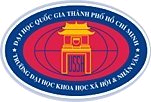 ĐẠI HỌC QUỐC GIA THÀNH PHỐ HỒ CHÍ MINH
USSH
TRƯỜNG ĐẠI HỌC KHOA HỌC XÃ HỘI & NHÂN VĂN